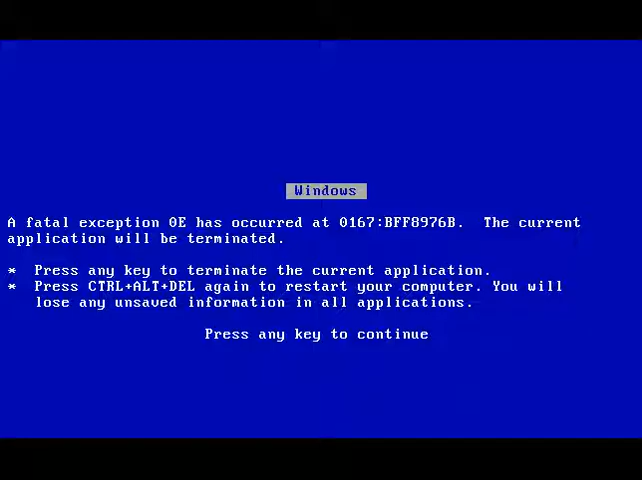 Windows
A fatal exception 0E has occurred at 0167:BFF8976B.  The current
application will be terminated.
*  Press any key to terminate the current application.
*  Press CTRL+ALT+DEL again to restart your computer. You will
lose any unsaved information in all applications.
Press any key to continue